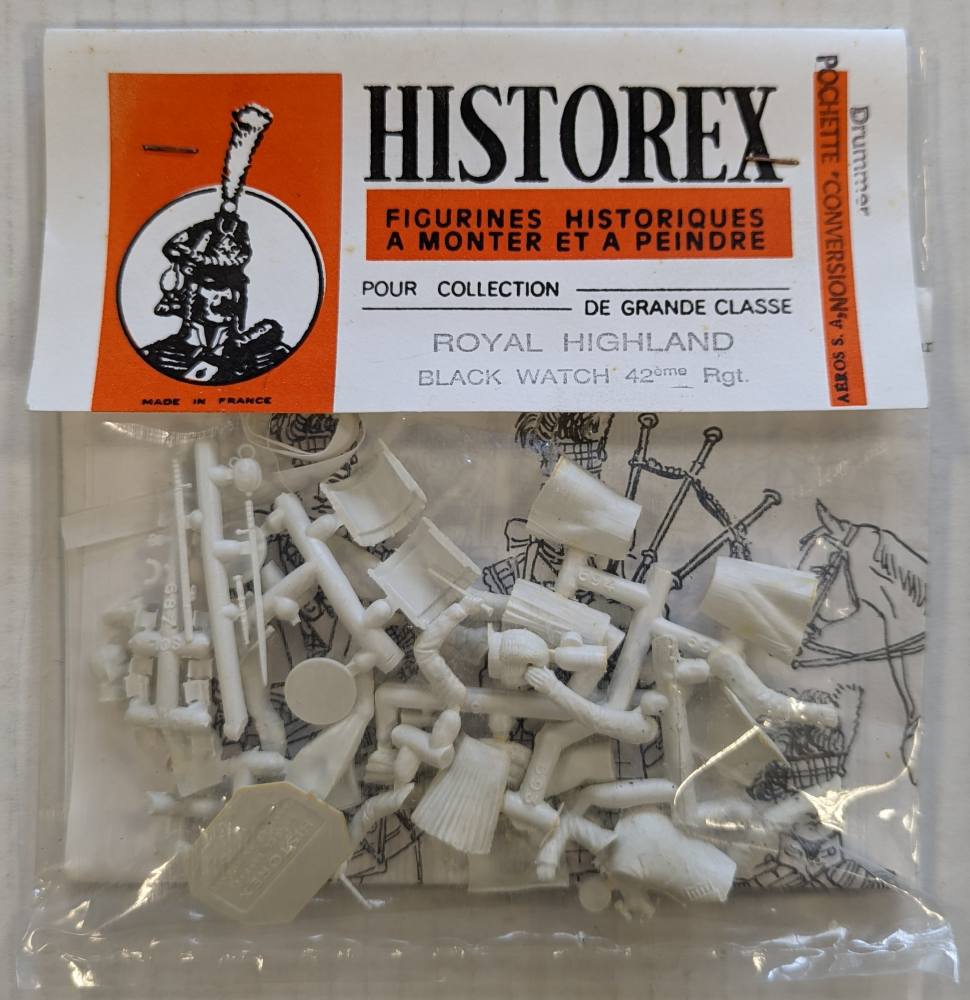 HISTOREX
FIGURINES HISTORIQUES
A MONTER ET A PEINDRE
POUR COLLECTION
DE GRANDE CLASSE
ROYAL HIGHLAND
BLACK WATCH 42ème Rgt.
MADE IN FRANCE
Drummer
POCHETTE "CONVERSION"
AÉROS S. A.